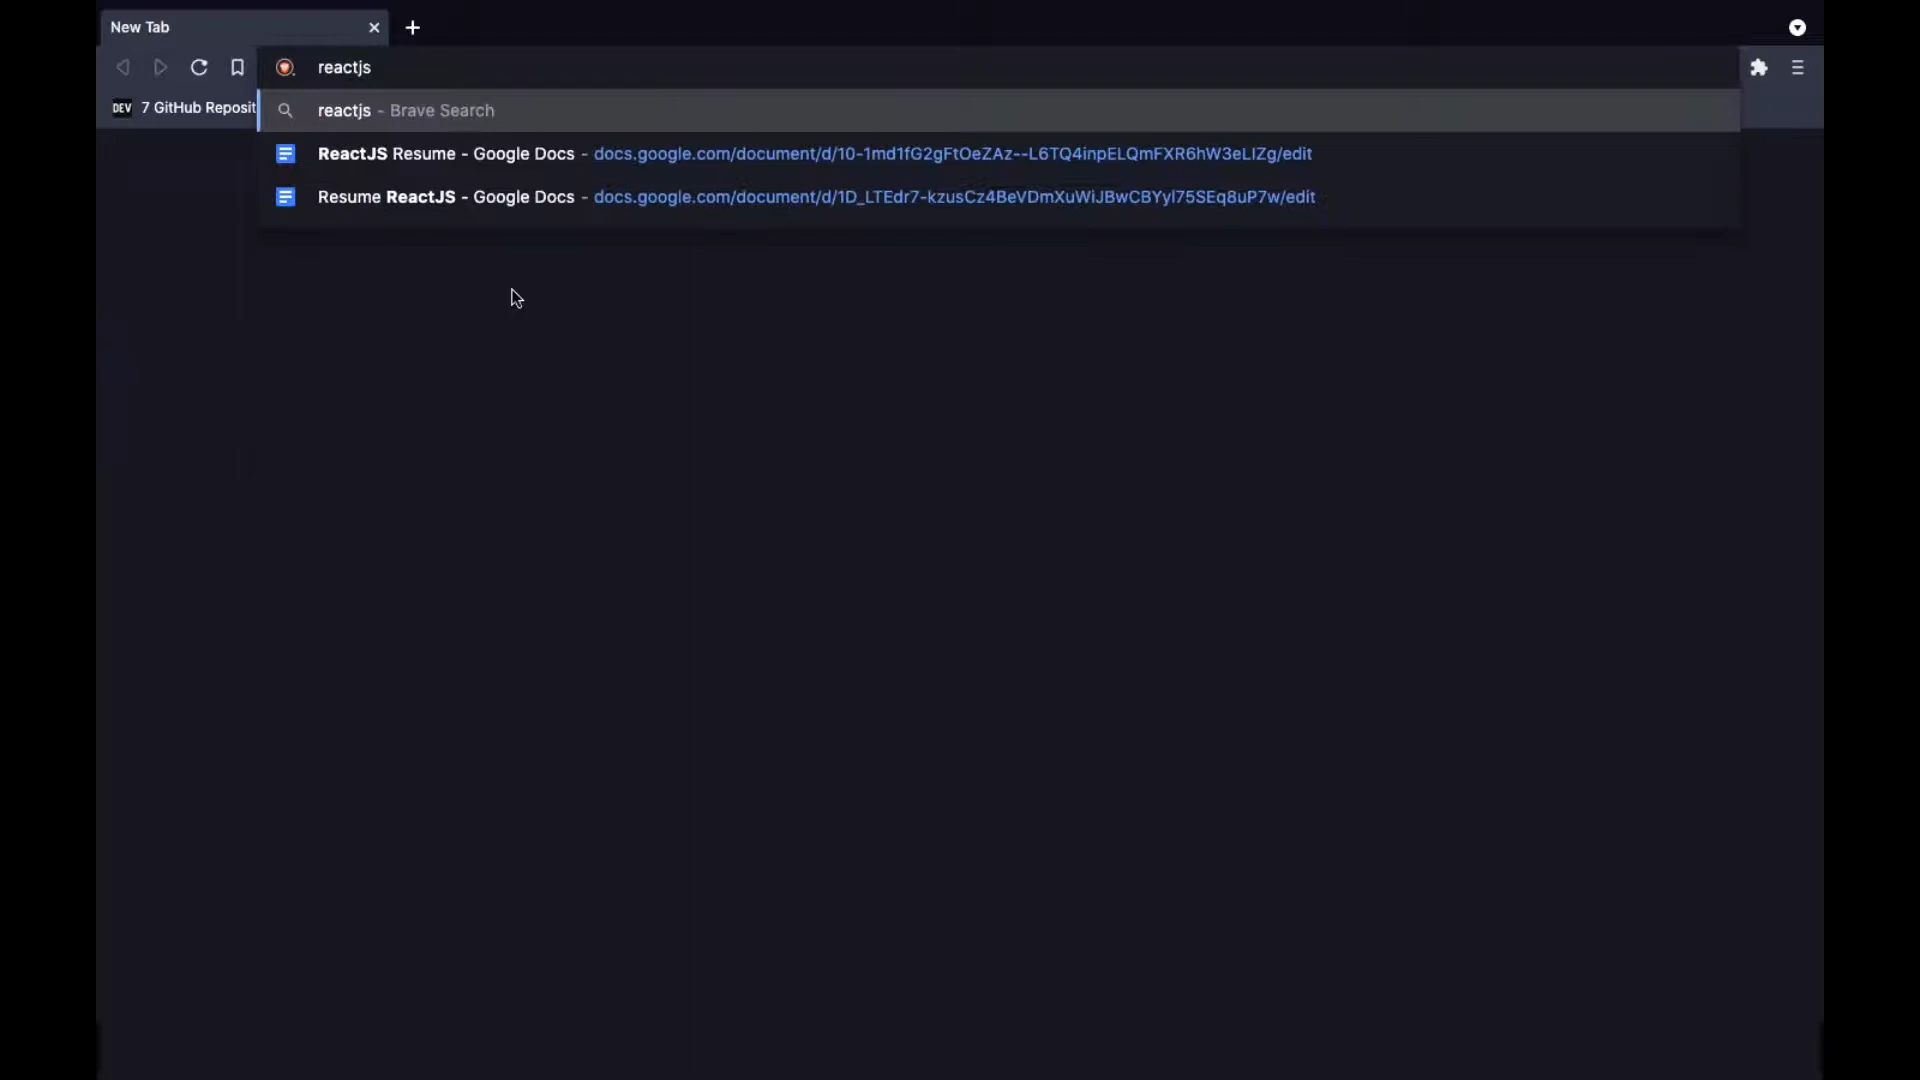 New Tab
reactjs
DEV 7 GitHub Reposit
reactjs - Brave Search
ReactJS Resume - Google Docs - docs.google.com/document/d/10-1md1fG2gFtOeZAz--L6TQ4inpELQmFXR6hW3eLIZg/edit
Resume ReactJS - Google Docs - docs.google.com/document/d/1D_LTEdr7-kzusCz4BeVDmXuWiJBwCBYyl75SEq8uP7w/edit